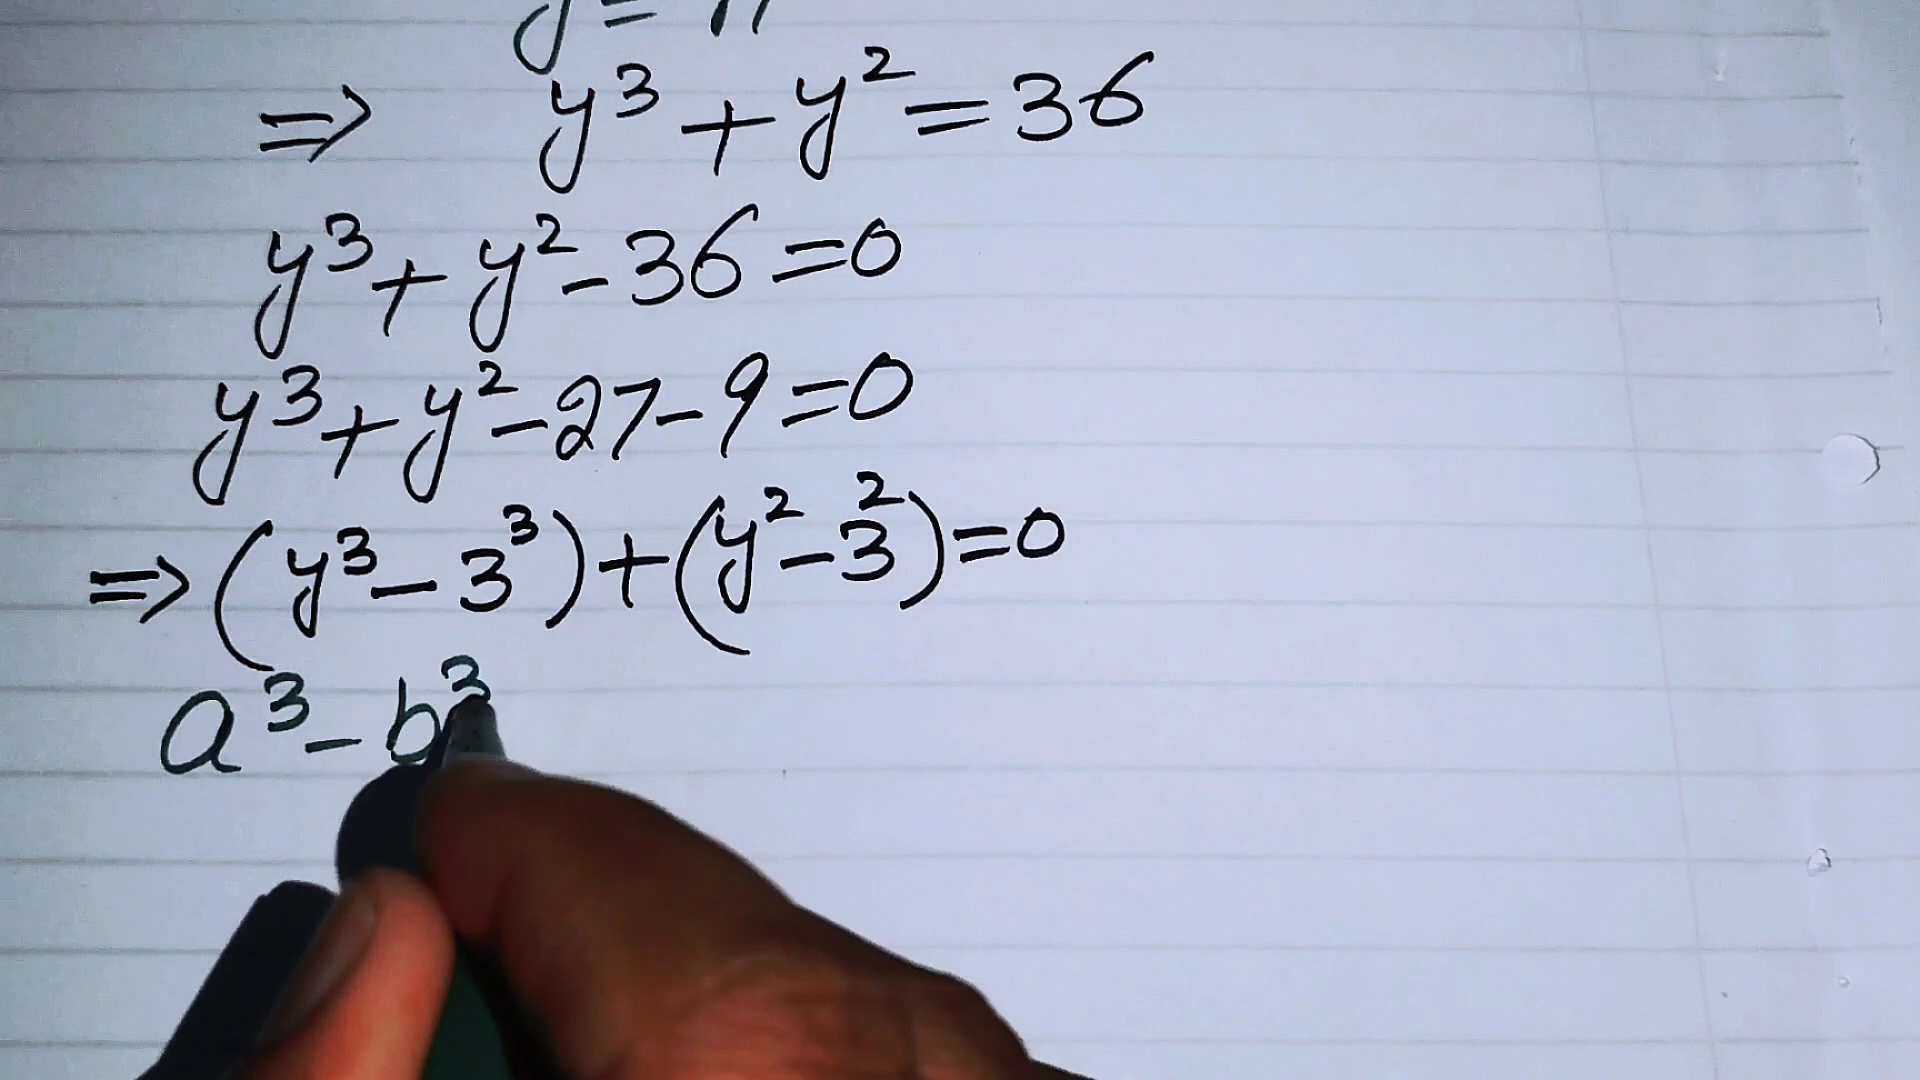 y =
⇒ y³ + y² = 36
y³ + y² - 36 = 0
y³ + y² - 27 - 9 = 0
⇒ (y³ - 3³) + (y² - 3²) = 0
a³ - b³